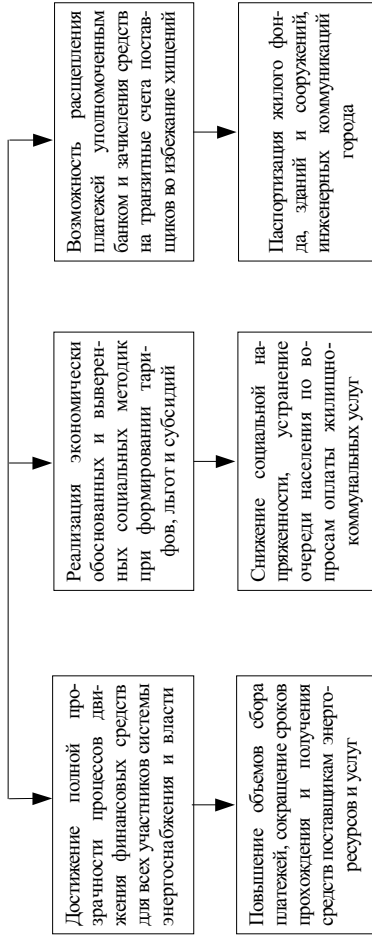 Достижение полной про-
зрачности процессов дви-
жения финансовых средств
для всех участников системы
энергоснабжения и власти
Реализация экономически
обоснованных и выверен-
ных социальных методик
при формировании тари-
фов, льгот и субсидий
Возможность расщепления
платежей уполномоченным
банком и зачисления средств
на транзитные счета постав-
щиков во избежание хищений
Повышение объемов сбора
платежей, сокращение сроков
прохождения и получения
средств поставщикам энерго-
ресурсов и услуг
Снижение социальной на-
пряженности, устранение
очереди населения по во-
просам оплаты жилищно-
коммунальных услуг
Паспортизация жилого фон-
да, зданий и сооружений,
инженерных коммуникаций
города